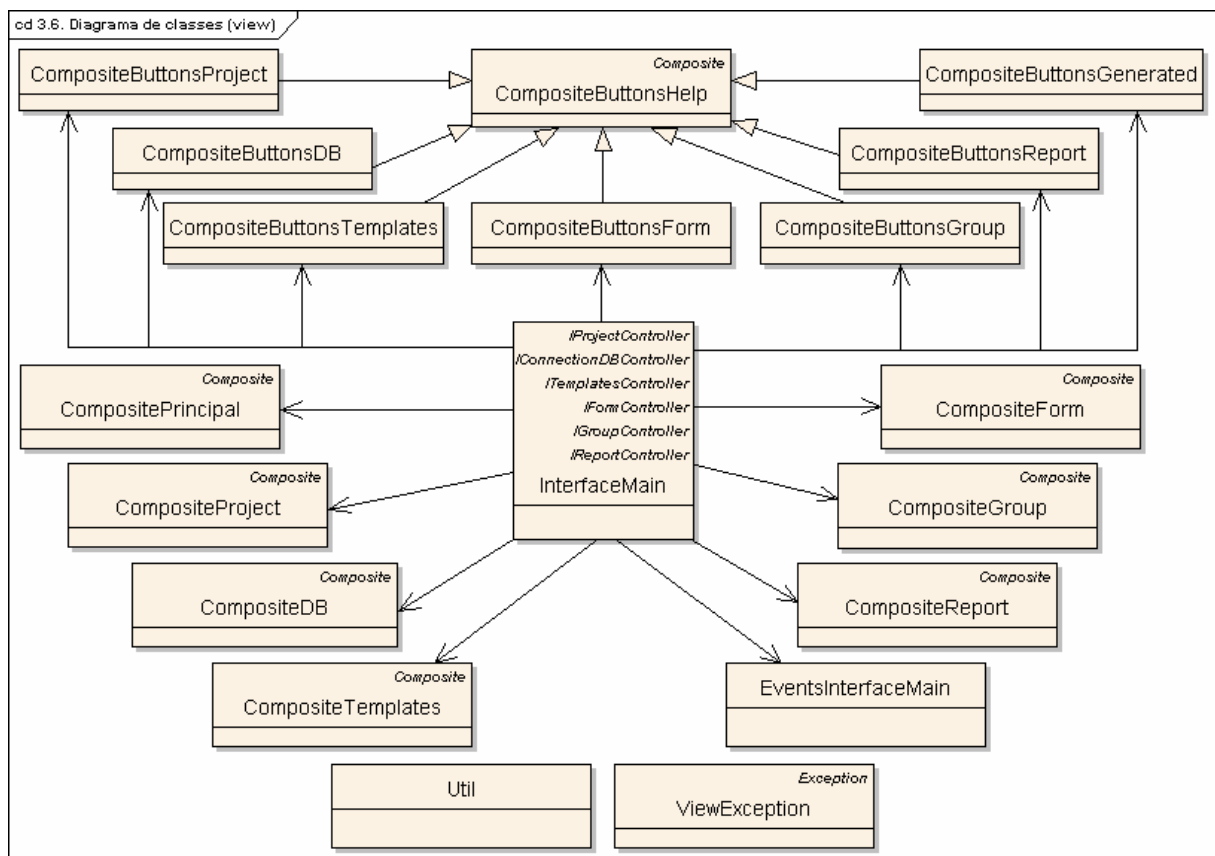 cd 3.6. Diagrama de classes (view)
CompositeButtonsProject
Composite
CompositeButtonsHelp
CompositeButtonsGenerated
CompositeButtonsDB
CompositeButtonsReport
CompositeButtonsTemplates
CompositeButtonsForm
CompositeButtonsGroup
IProjectController
IConnectionDBController
ITemplatesController
IFormController
IGroupController
IReportController
InterfaceMain
Composite
CompositePrincipal
Composite
CompositeForm
Composite
CompositeProject
Composite
CompositeGroup
Composite
CompositeDB
Composite
CompositeReport
Composite
CompositeTemplates
EventsInterfaceMain
Util
Exception
ViewException